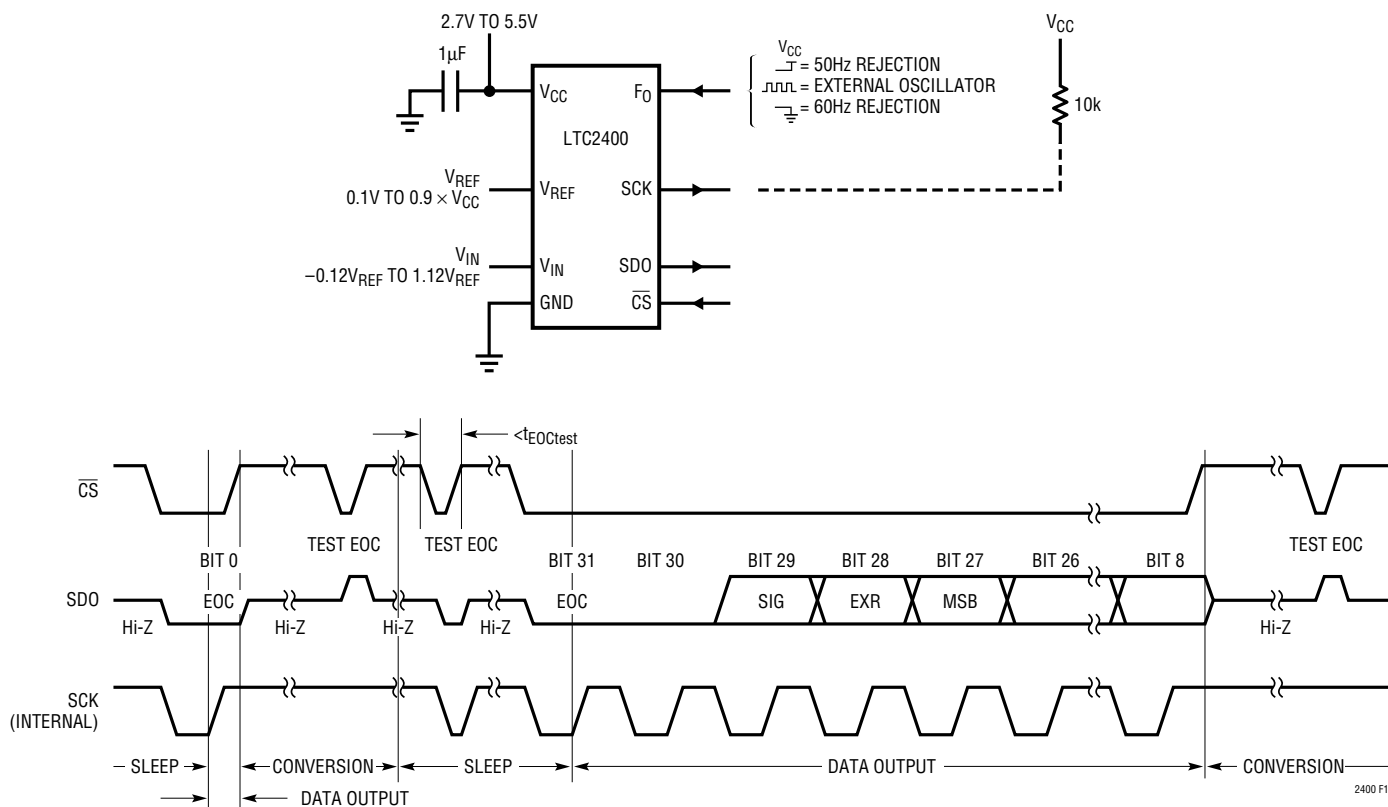 2.7V TO 5.5V
1µF
VCC
VCC
FO
LTC2400
VREF
0.1V TO 0.9 × VCC
VREF
SCK
VIN
–0.12VREF TO 1.12VREF
VIN
SDO
GND
CS
VCC
= 50Hz REJECTION
= EXTERNAL OSCILLATOR
= 60Hz REJECTION
10k
<tEOCtest
CS
TEST EOC
TEST EOC
TEST EOC
BIT 0
BIT 31
BIT 30
BIT 29
BIT 28
BIT 27
BIT 26
BIT 8
SDO
EOC
EOC
SIG
EXR
MSB
Hi-Z
Hi-Z
Hi-Z
Hi-Z
Hi-Z
SCK
(INTERNAL)
SLEEP
CONVERSION
SLEEP
DATA OUTPUT
CONVERSION
DATA OUTPUT